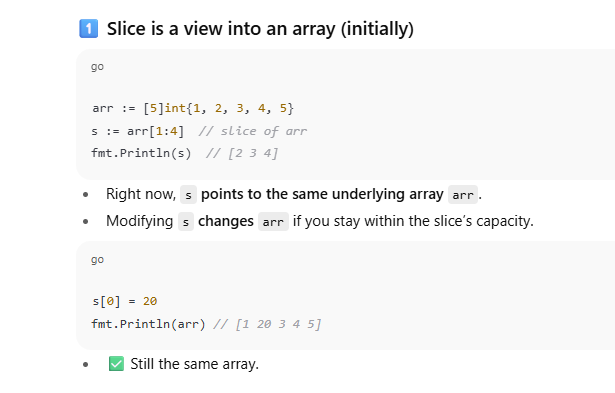 1 Slice is a view into an array (initially)
go
arr := [5]int{1, 2, 3, 4, 5}
s := arr[1:4]  // slice of arr
fmt.Println(s)  // [2 3 4]
• Right now, s points to the same underlying array arr.
• Modifying s changes arr if you stay within the slice’s capacity.
go
s[0] = 20
fmt.Println(arr) // [1 20 3 4 5]
• ✅ Still the same array.